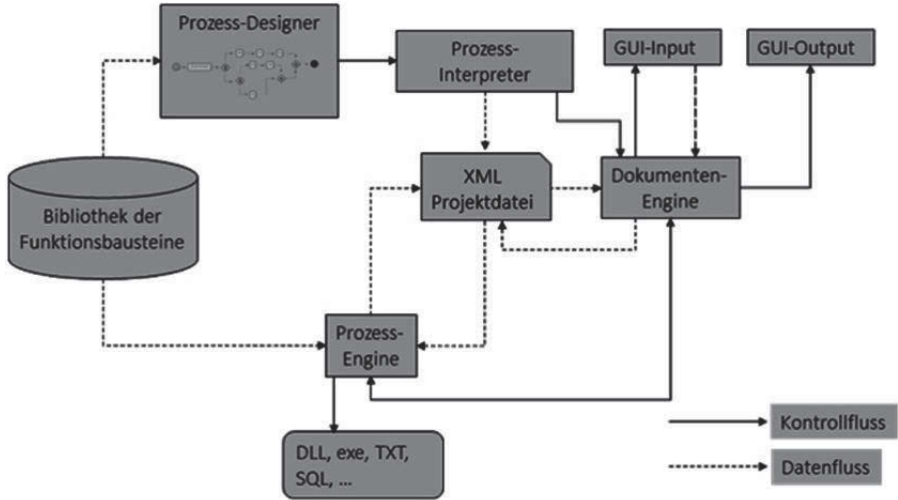 Prozess-Designer
Prozess-
Interpreter
GUI-Input
GUI-Output
XML
Projektdatei
Dokumenten-
Engine
Bibliothek der
Funktionsbausteine
Prozess-
Engine
DLL, exe, TXT,
SQL, ...
Kontrollfluss
Datenfluss